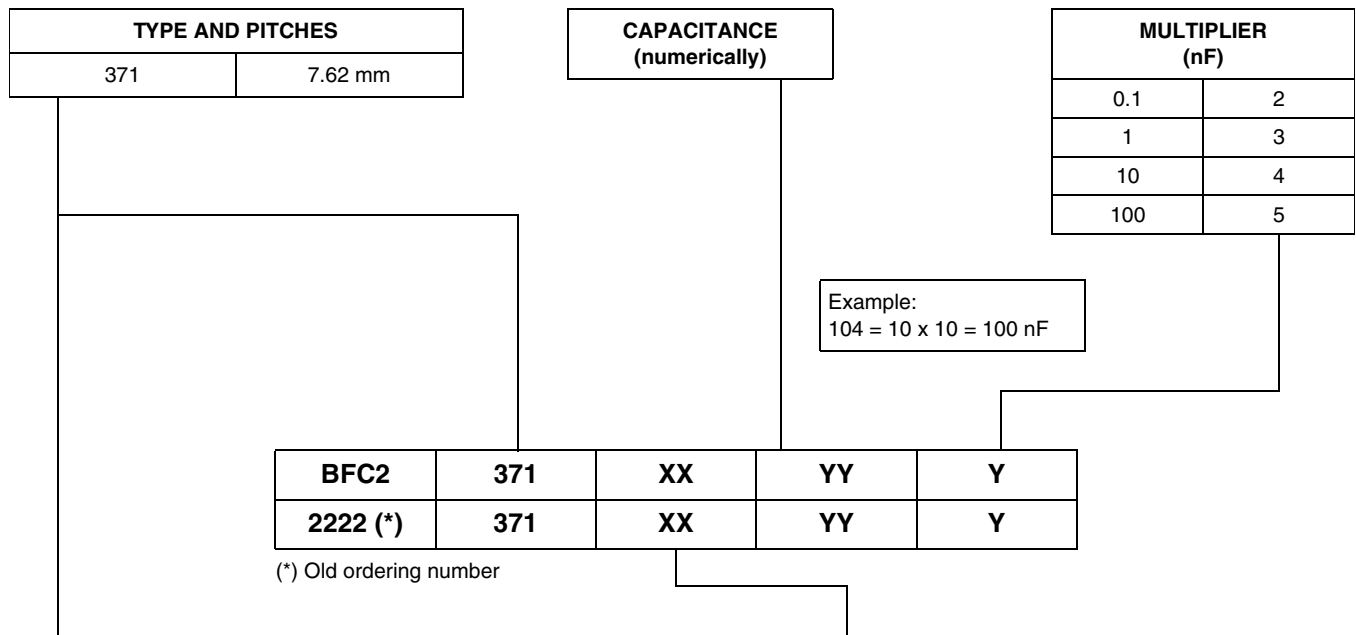 TYPE AND PITCHES
371 7.62 mm
CAPACITANCE
(numerically)
MULTIPLIER
(nF)
0.1 2
1 3
10 4
100 5
Example:
104 = 10 x 10 = 100 nF
BFC2 371 XX YY Y
2222 (*) 371 XX YY Y
(*) Old ordering number